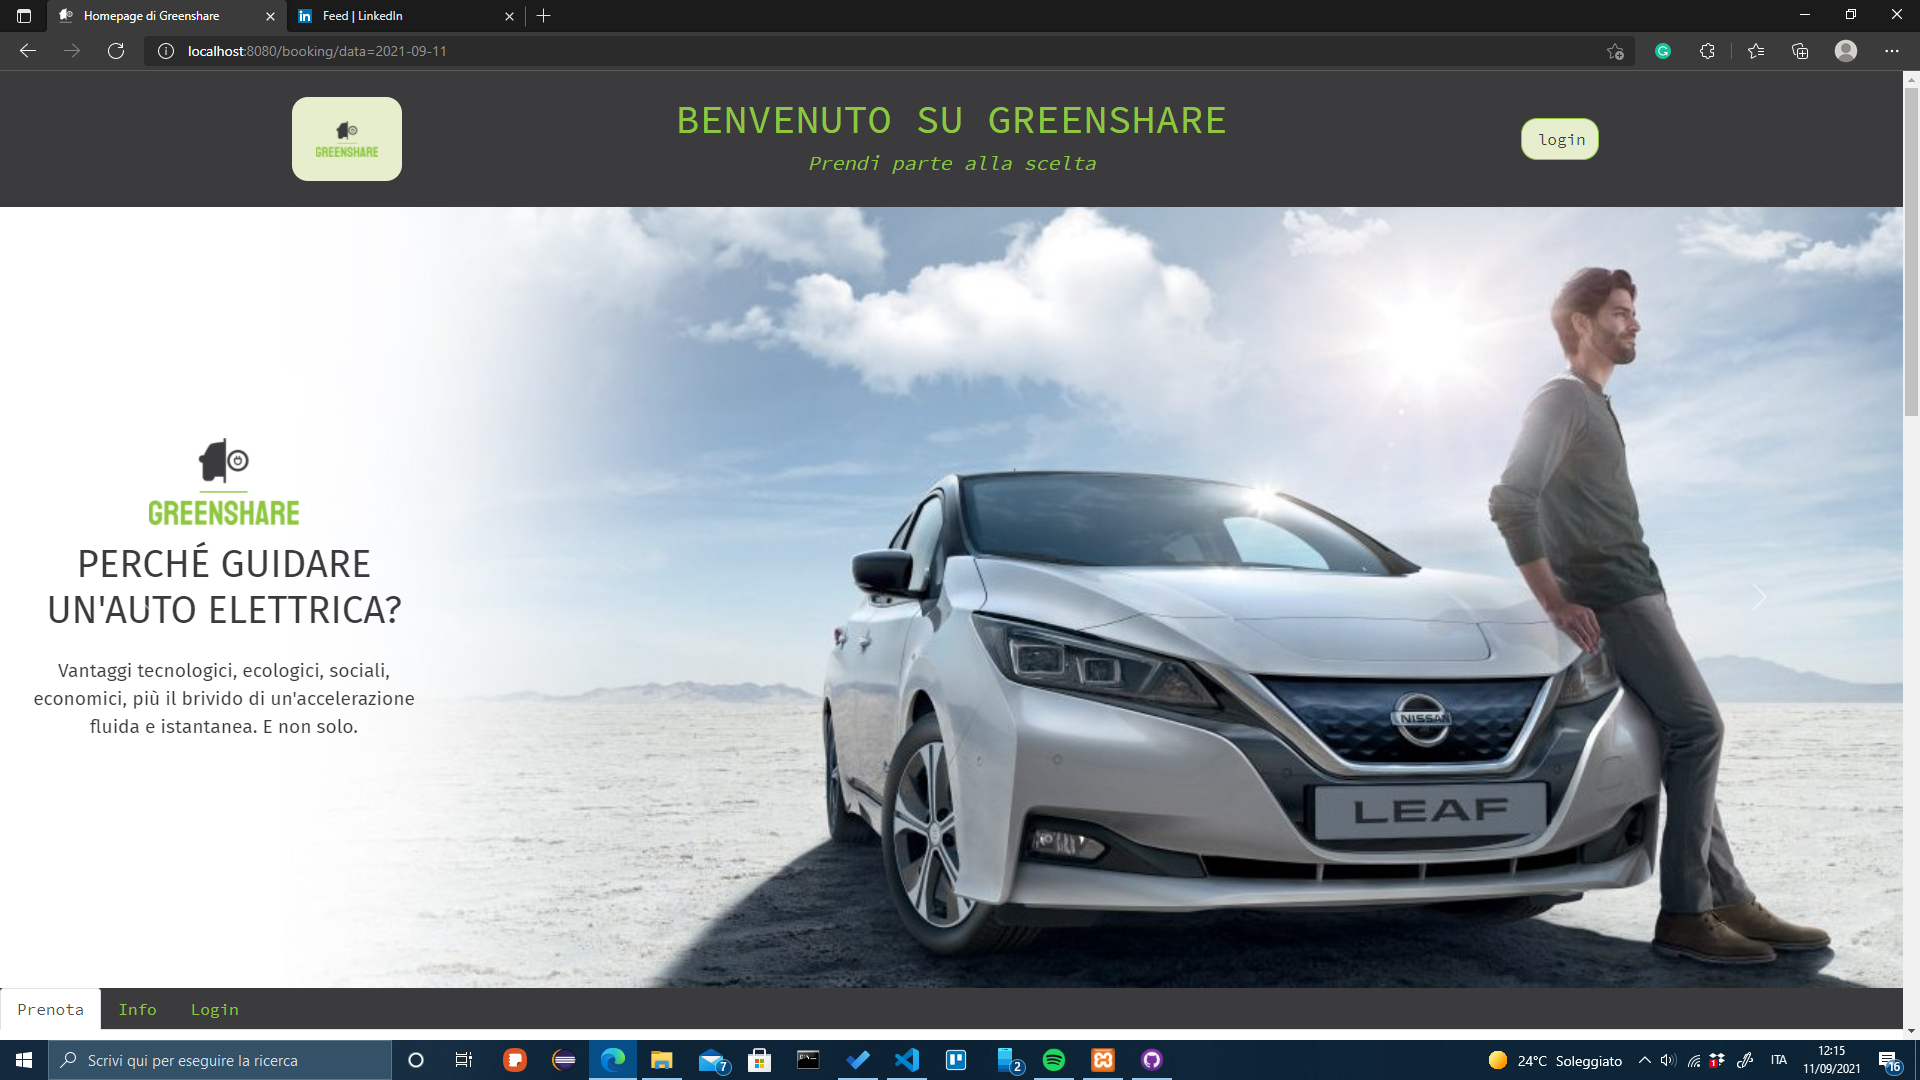 Homepage di Greenshare
Feed | LinkedIn
localhost:8080/booking/data=2021-09-11
GREENSHARE
BENVENUTO SU GREENSHARE
Prendi parte alla scelta
login
GREENSHARE
PERCHÉ GUIDARE
UN'AUTO ELETTRICA?
Vantaggi tecnologici, ecologici, sociali,
economici, più il brivido di un'accelerazione
fluida e istantanea. E non solo.
NISSAN
LEAF
Prenota
Info
Login
Scrivi qui per eseguire la ricerca
7
2
24°C Soleggiato
1
ITA
12:15
11/09/2021
16